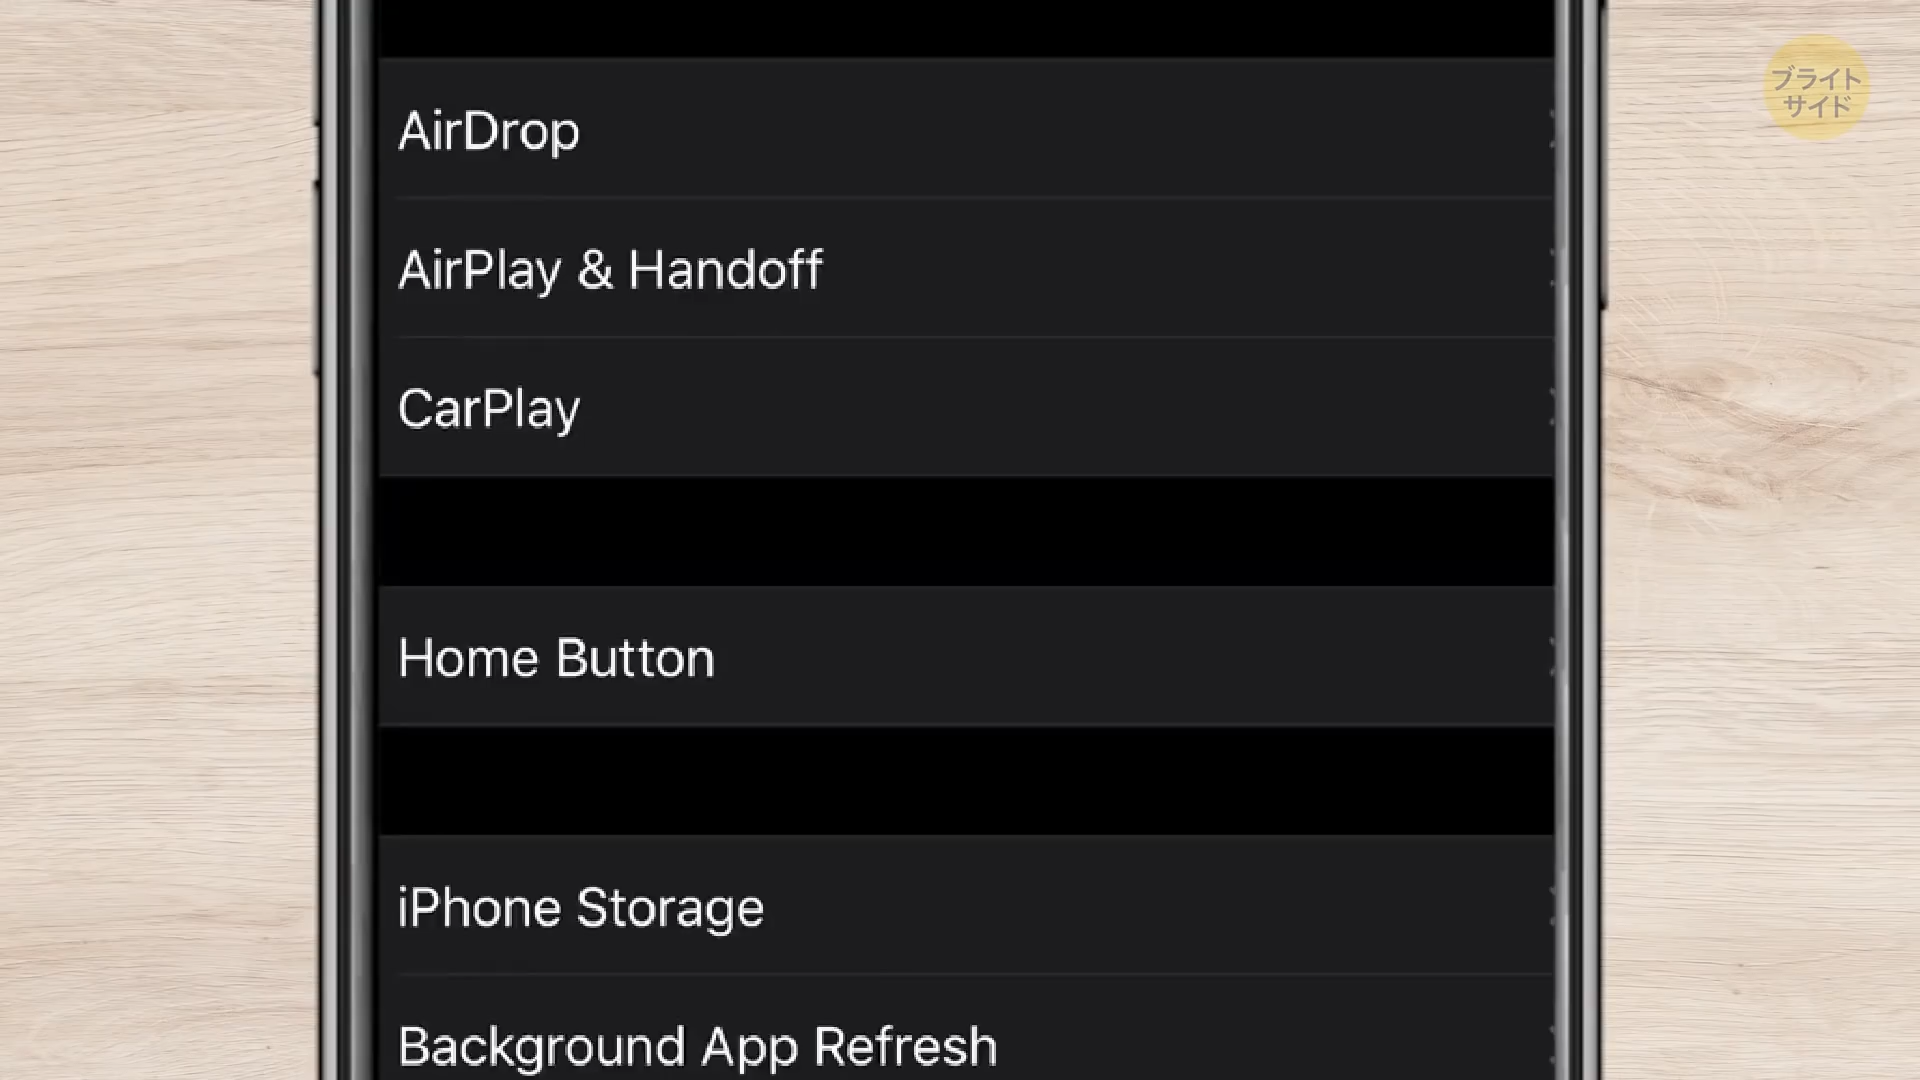 ブライト
サイド
AirDrop
AirPlay & Handoff
CarPlay
Home Button
iPhone Storage
Background App Refresh